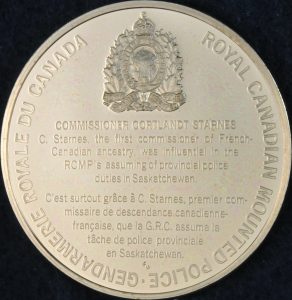 ROYAL CANADIAN MOUNTED POLICE · GENDARMERIE ROYALE DU CANADA
COMMISSIONER CORTLANDT STARNES
C. Starnes, the first commissioner of French-
Canadian ancestry, was influential in the
RCMP's assuming of provincial police
duties in Saskatchewan.
C'est surtout grâce à C. Starnes, premier com-
missaire de descendance canadienne-
française, que la G.R.C. assuma la
tâche de police provinciale
en Saskatchewan.